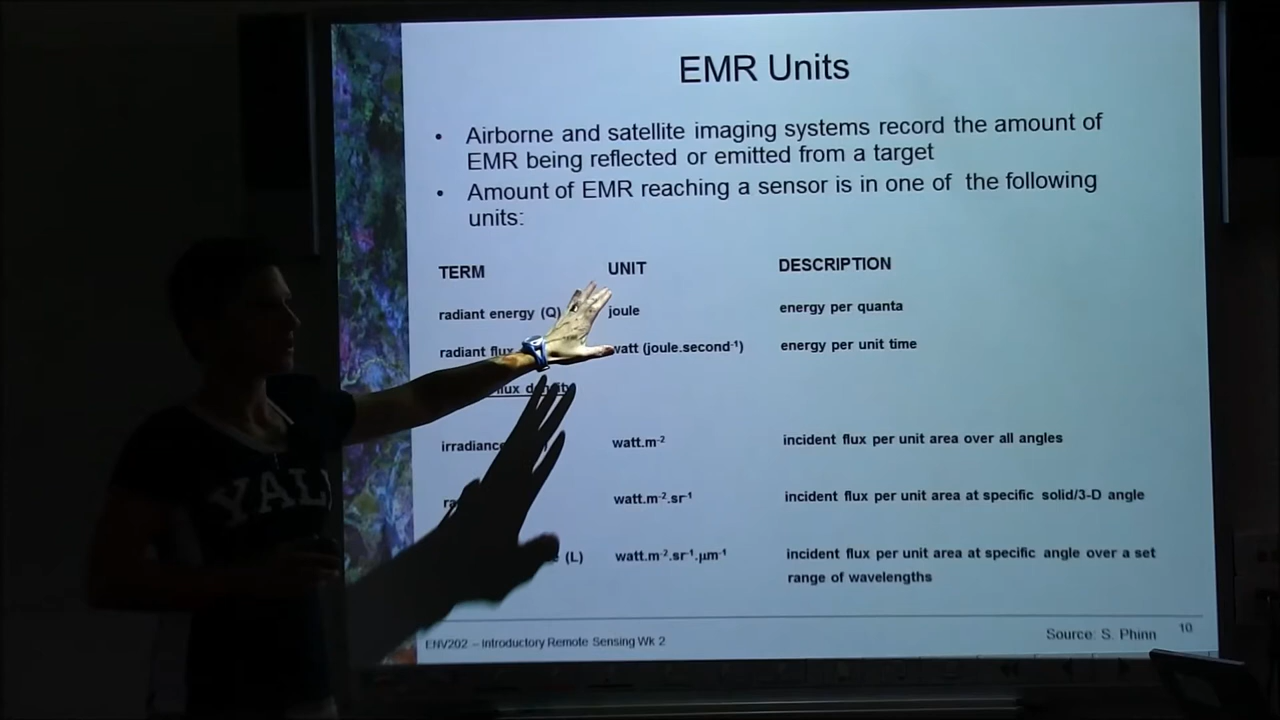 EMR Units
• Airborne and satellite imaging systems record the amount of
EMR being reflected or emitted from a target
• Amount of EMR reaching a sensor is in one of the following
units:
TERM UNIT DESCRIPTION
radiant energy (Q) joule energy per quanta
radiant flux watt (joule.second⁻¹) energy per unit time
flux density
irradiance watt.m⁻² incident flux per unit area over all angles
watt.m⁻².sr⁻¹ incident flux per unit area at specific solid/3-D angle
(L) watt.m⁻².sr⁻¹.µm⁻¹ incident flux per unit area at specific angle over a set
range of wavelengths
ENV202 – Introductory Remote Sensing Wk 2
Source: S. Phinn 10
YAL